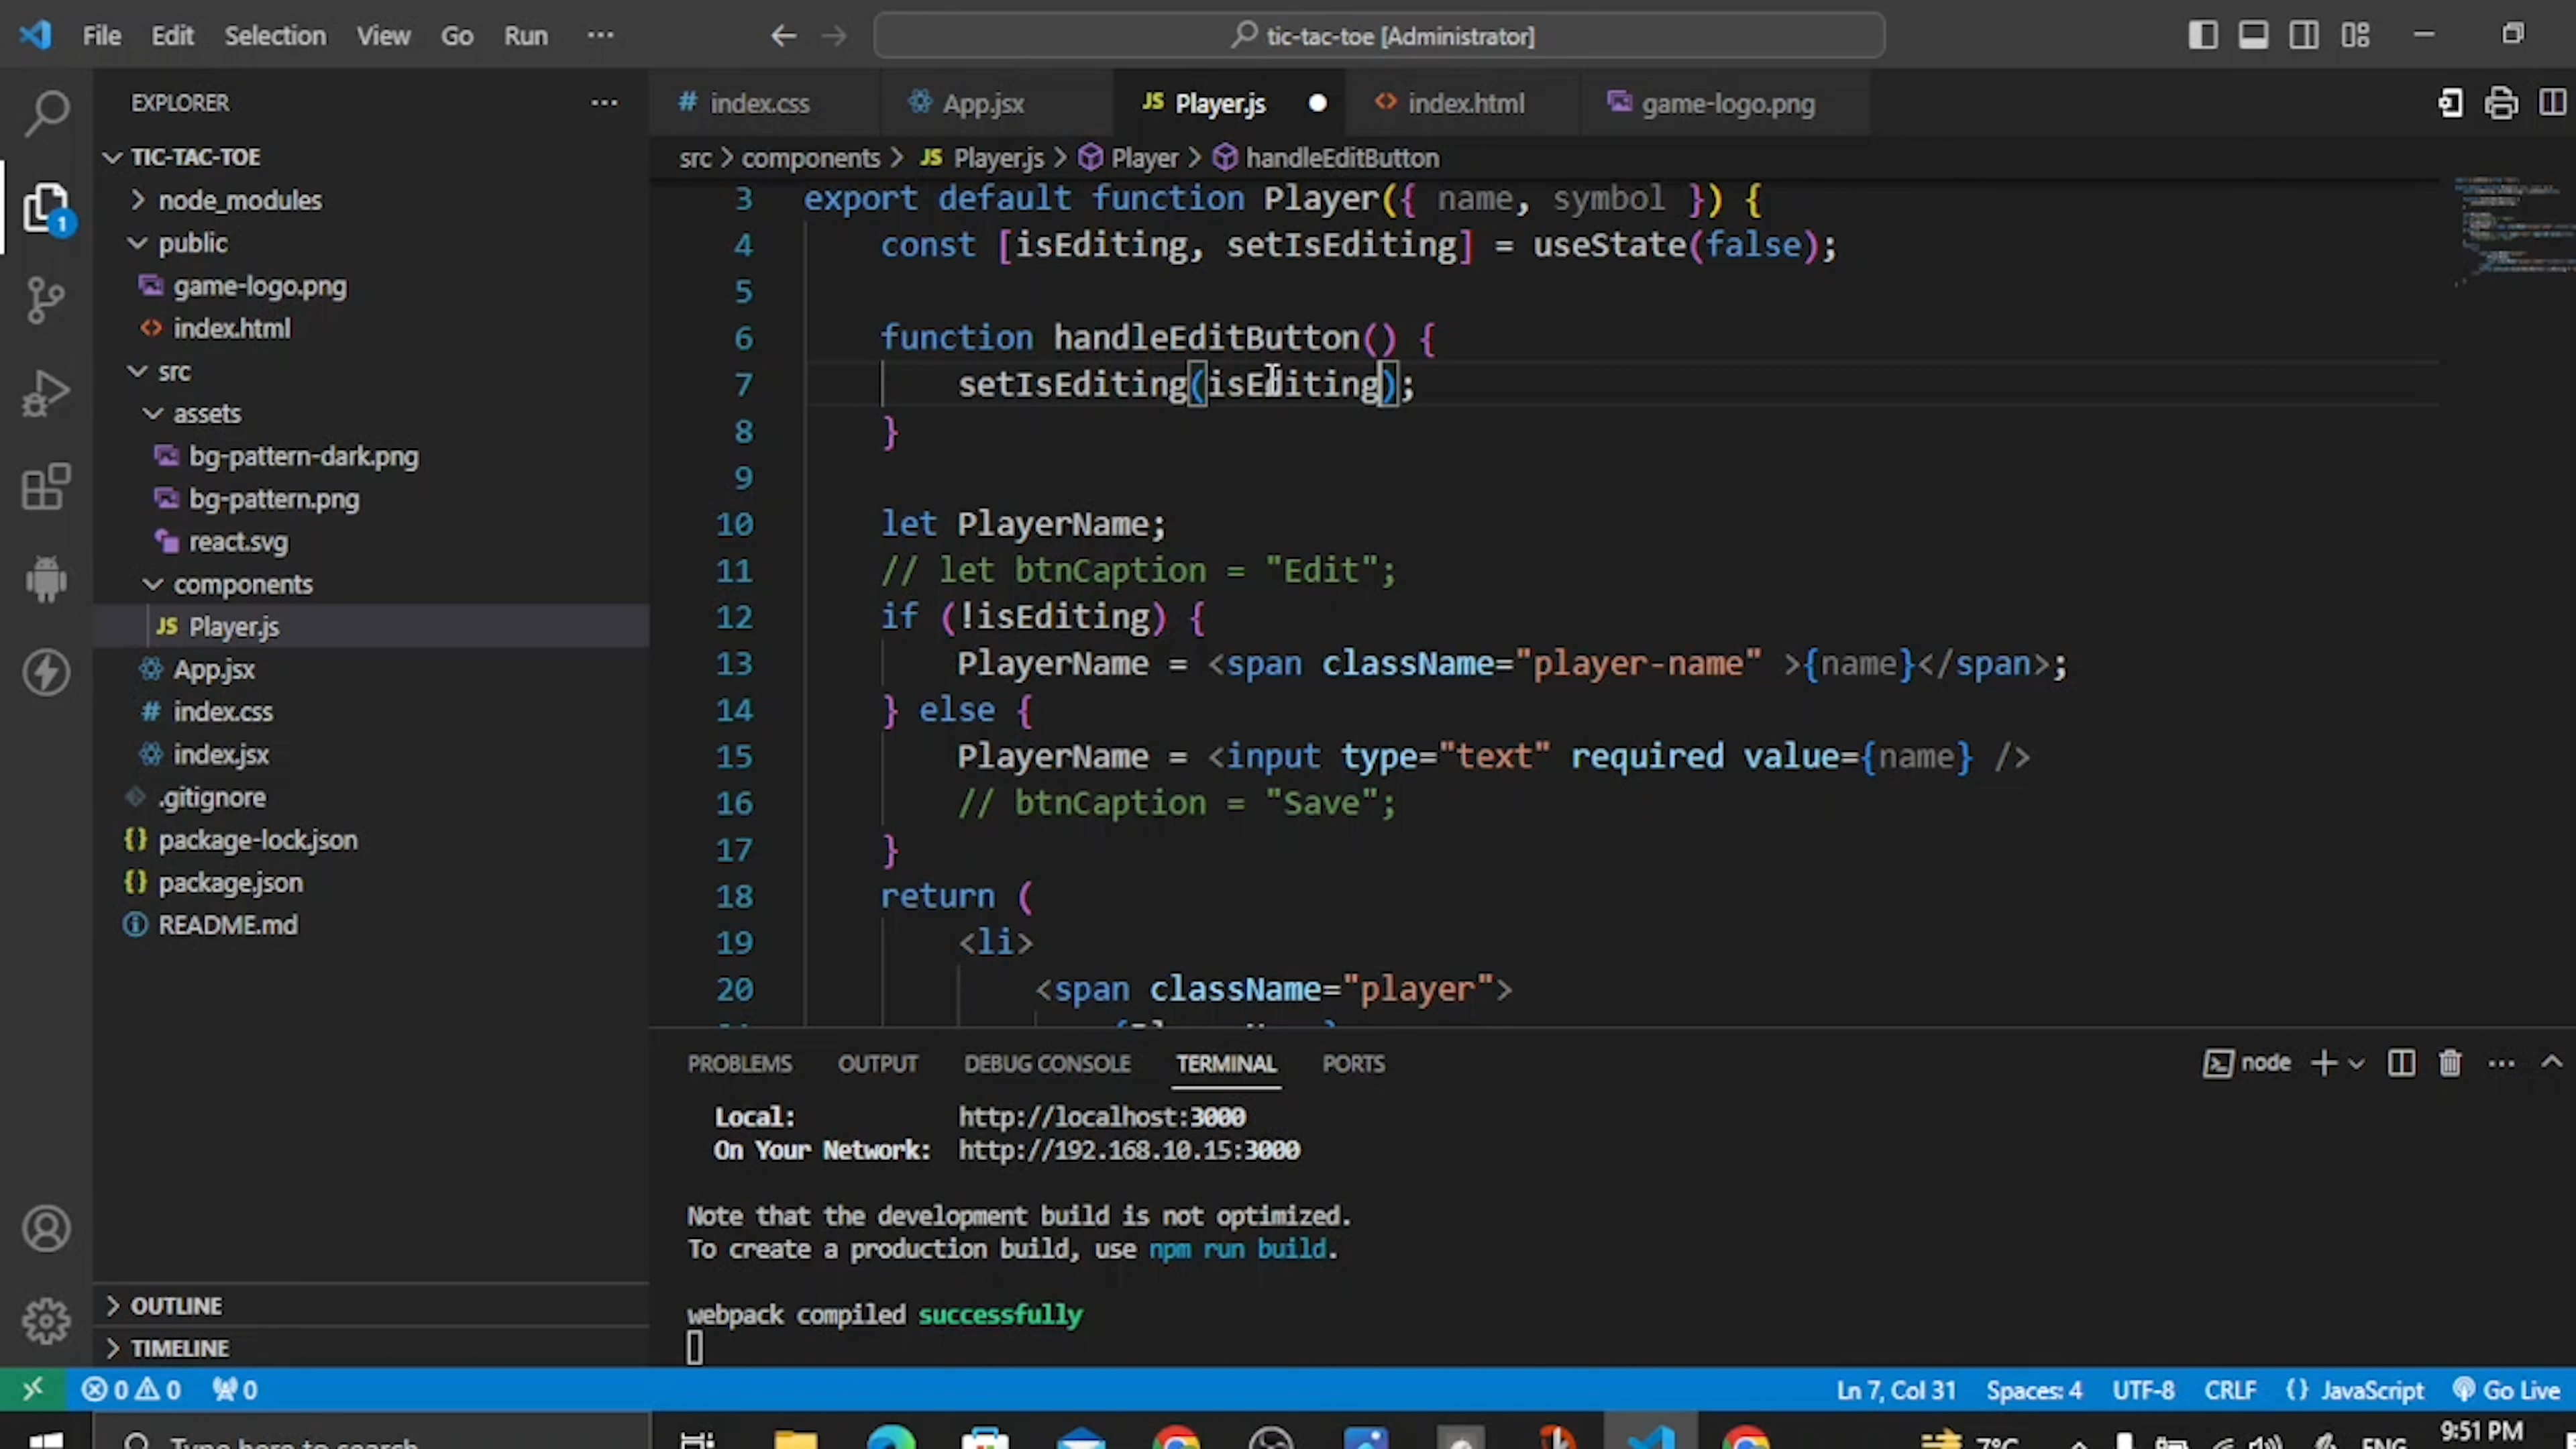 File Edit Selection View Go Run ... tic-tac-toe [Administrator]
EXPLORER ...
TIC-TAC-TOE
node_modules
public
game-logo.png
index.html
src
assets
bg-pattern-dark.png
bg-pattern.png
react.svg
components
JS Player.js
App.jsx
# index.css
index.jsx
.gitignore
{} package-lock.json
{} package.json
README.md
OUTLINE
TIMELINE
1
# index.css App.jsx JS Player.js index.html game-logo.png
src > components > JS Player.js > Player > handleEditButton
3 export default function Player({ name, symbol }) {
4 const [isEditing, setIsEditing] = useState(false);
5
6 function handleEditButton() {
7 setIsEditing(isEditing);
8 }
9
10 let PlayerName;
11 // let btnCaption = "Edit";
12 if (!isEditing) {
13 PlayerName = <span className="player-name" >{name}</span>;
14 } else {
15 PlayerName = <input type="text" required value={name} />
16 // btnCaption = "Save";
17 }
18 return (
19 <li>
20 <span className="player">
PROBLEMS OUTPUT DEBUG CONSOLE TERMINAL PORTS node
Local: http://localhost:3000
On Your Network: http://192.168.10.15:3000
Note that the development build is not optimized.
To create a production build, use npm run build.
webpack compiled successfully
0 0 0 Ln 7, Col 31 Spaces: 4 UTF-8 CRLF {} JavaScript Go Live
9:51 PM